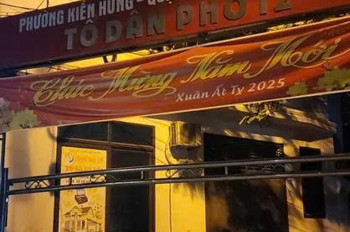 PHƯỜNG KIẾN HƯNG - QU
TỔ DÂN PHỐ 12
Chúc Mừng Năm Mới
Xuân Ất Tỵ 2025